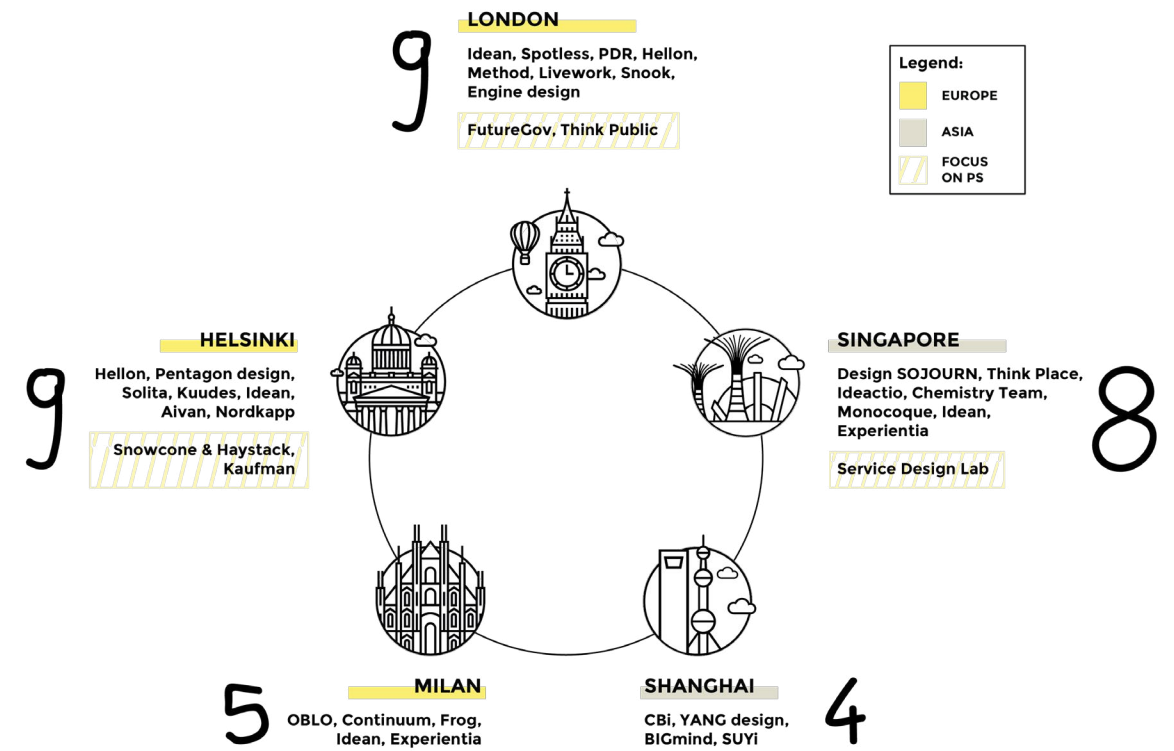 LONDON
9
Idean, Spotless, PDR, Hellon,
Method, Livework, Snook,
Engine design
FutureGov, Think Public
Legend:
EUROPE
ASIA
FOCUS
ON PS
HELSINKI
9
Hellon, Pentagon design,
Solita, Kuudes, Idean,
Aivan, Nordkapp
Snowcone & Haystack,
Kaufman
SINGAPORE
Design SOJOURN, Think Place,
Ideactio, Chemistry Team,
Monocoque, Idean,
Experientia
8
Service Design Lab
MILAN
5
OBLO, Continuum, Frog,
Idean, Experientia
SHANGHAI
4
CBi, YANG design,
BIGmind, SUYi